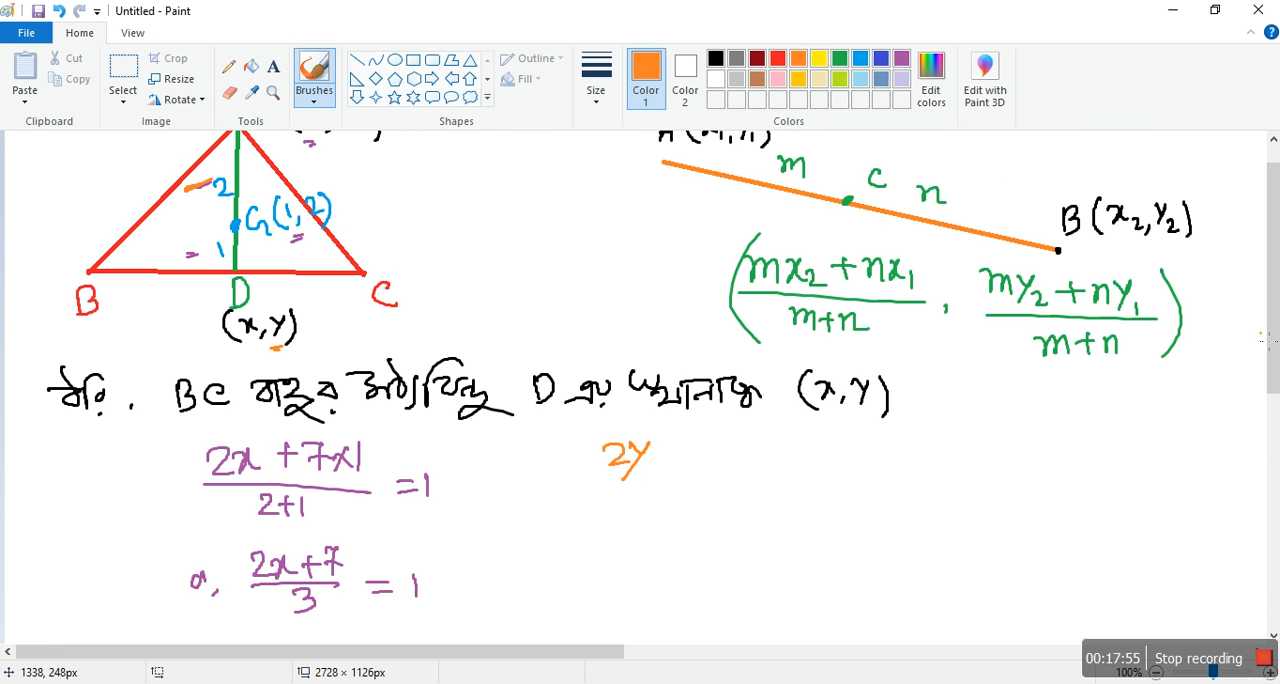 Untitled - Paint
File Home View
Paste Cut Copy Clipboard
Select Crop Resize Rotate Image
Tools
Brushes
Outline Fill Shapes
Size
Color 1 Color 2 Edit colors Edit with Paint 3D Colors
2
G(1,2)
1
B D C
(x,y)
m C n
B(x₂,y₂)
(mx₂+nx₁/m+n, my₂+ny₁/m+n)
ধরি, BC বাহুর মধ্যবিন্দু D এর স্থানাঙ্ক (x,y)
2x+7×1/2+1 =1
2y
বা, 2x+7/3 =1
00:17:55 Stop recording
1338, 248px 2728 × 1126px 100%